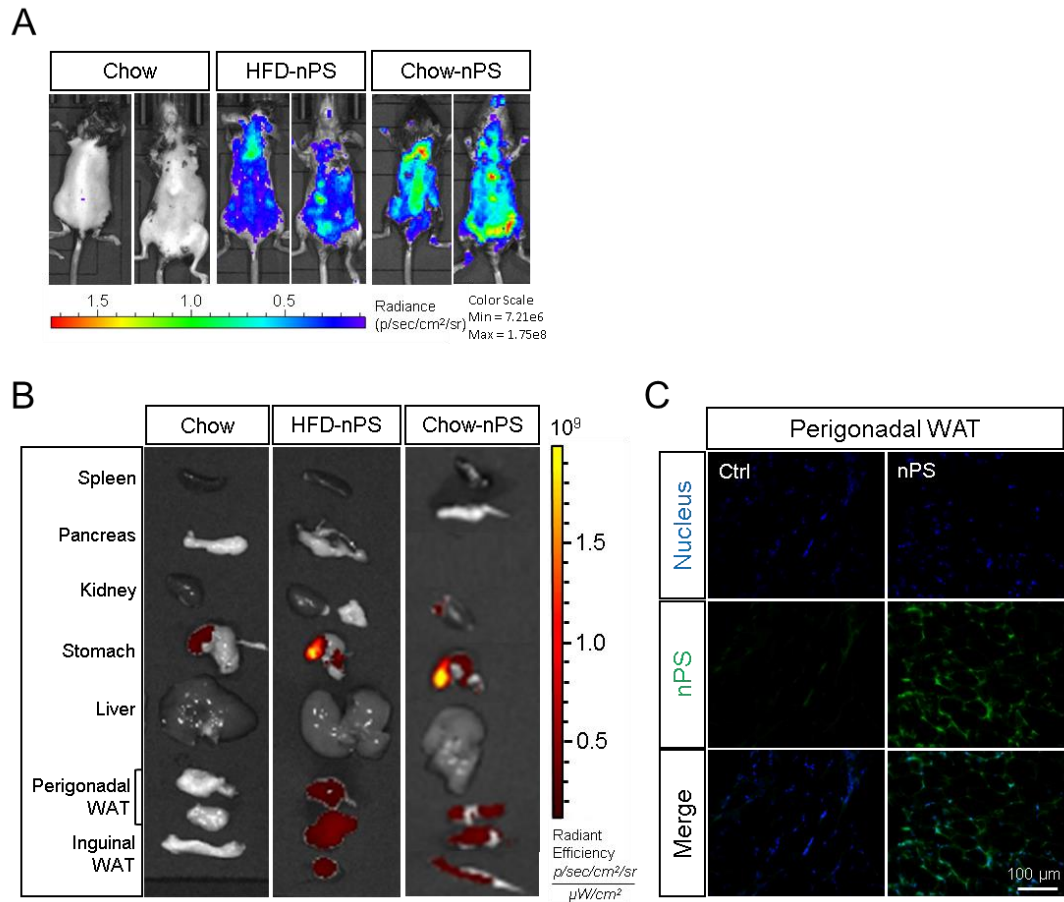 A
Chow
HFD-nPS
Chow-nPS
1.5 1.0 0.5
Radiance
(p/sec/cm²/sr)
Color Scale
Min = 7.21e6
Max = 1.75e8
B
Chow
HFD-nPS
Chow-nPS
Spleen
Pancreas
Kidney
Stomach
Liver
Perigonadal
WAT
Inguinal
WAT
10⁹
1.5
1.0
0.5
Radiant
Efficiency
p/sec/cm²/sr
µW/cm²
C
Perigonadal WAT
Ctrl
nPS
Nucleus
nPS
Merge
100 µm